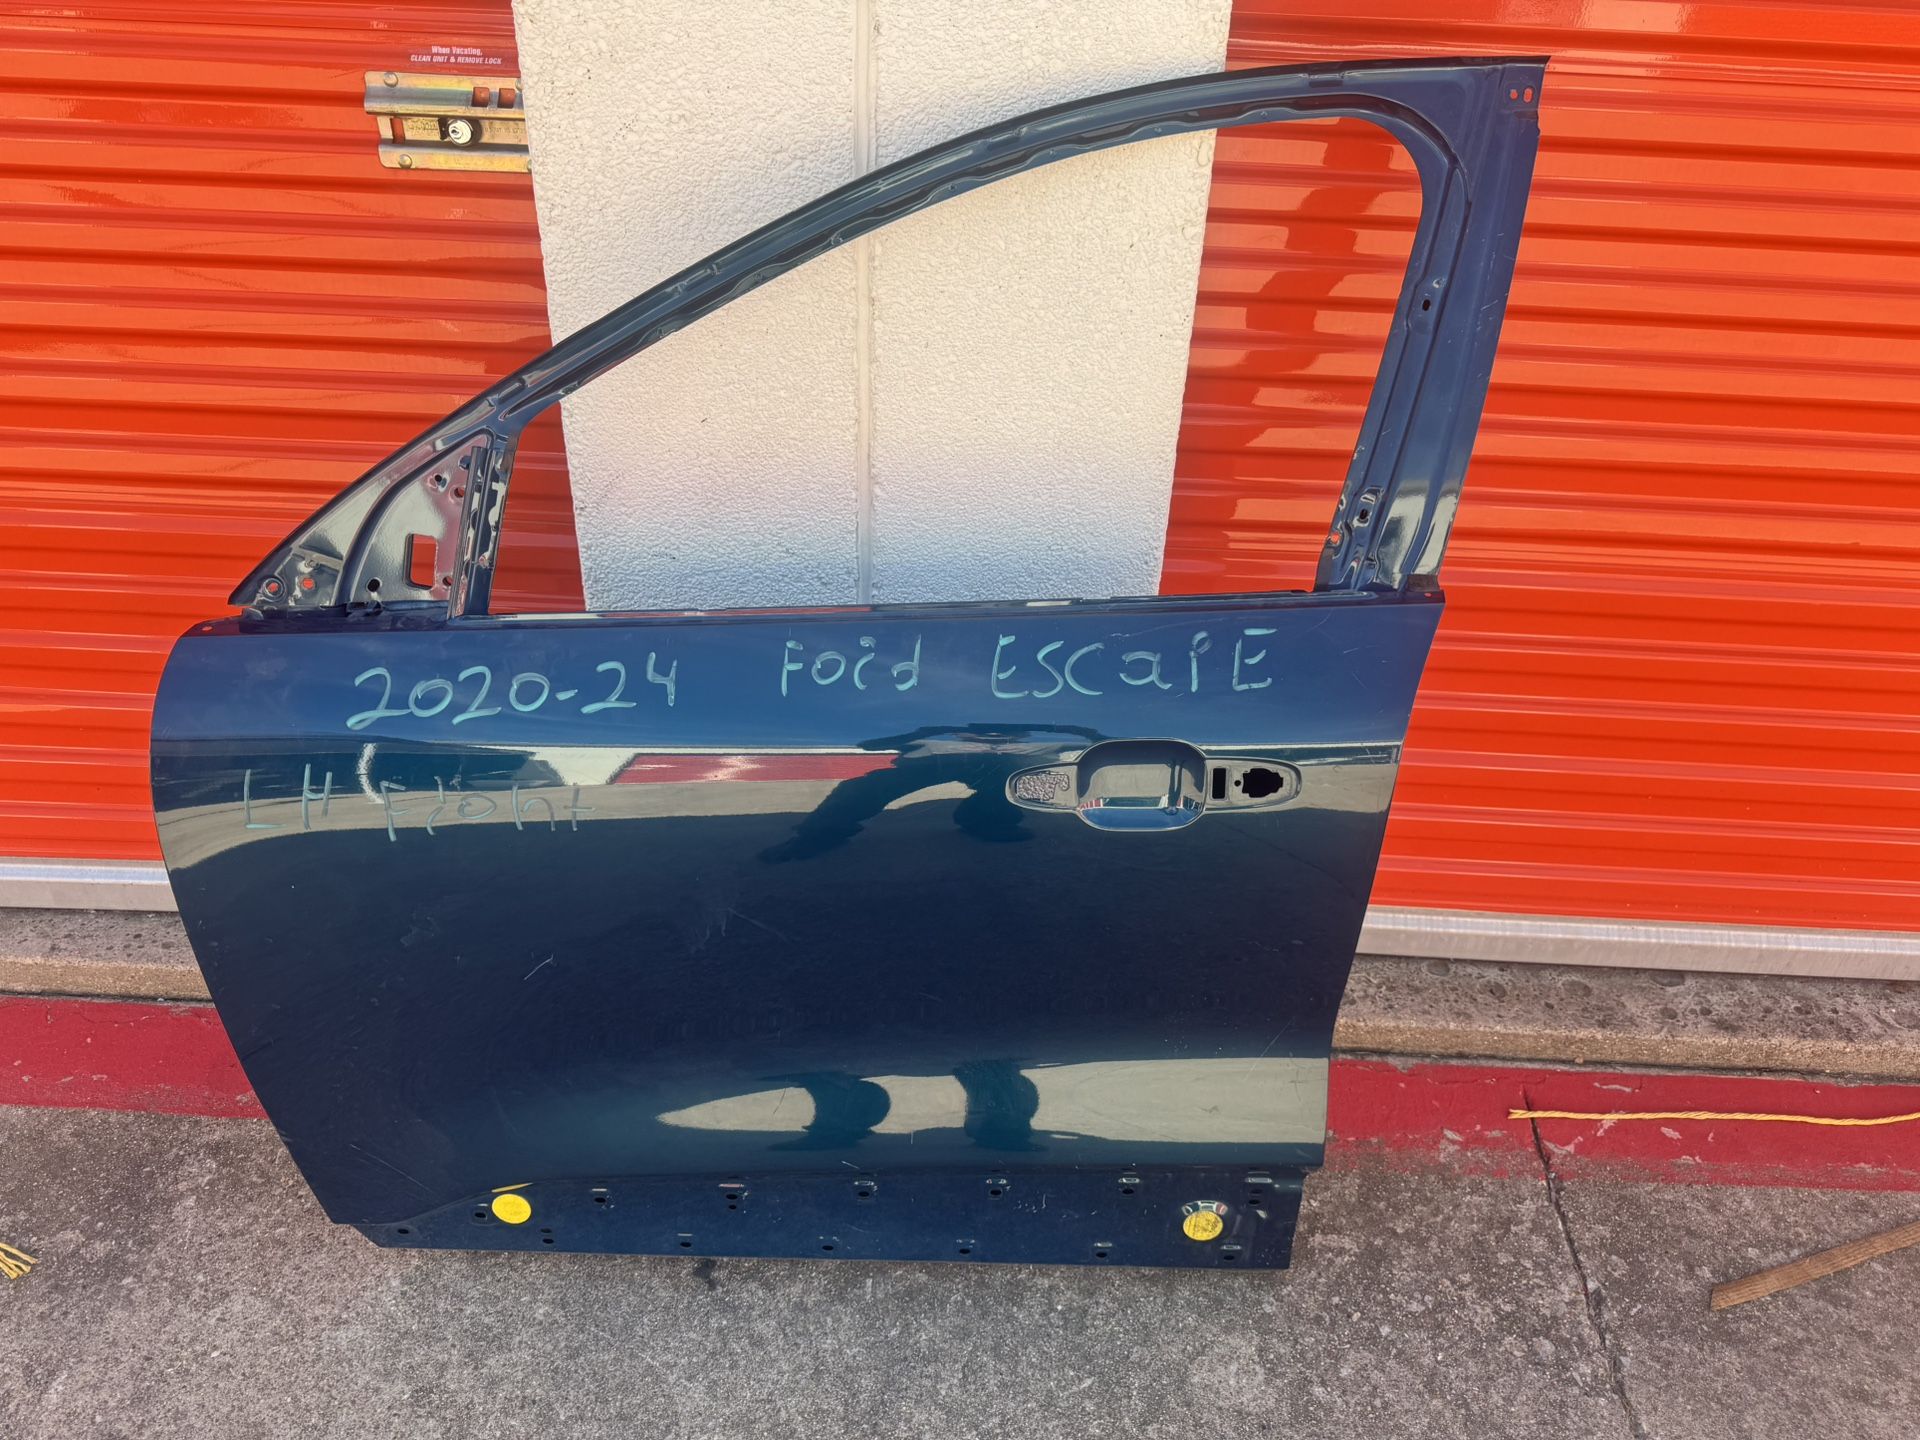 When Vacating,
CLEAN UNIT & REMOVE LOCK
2020-24 Ford ESCAPE
LH Front